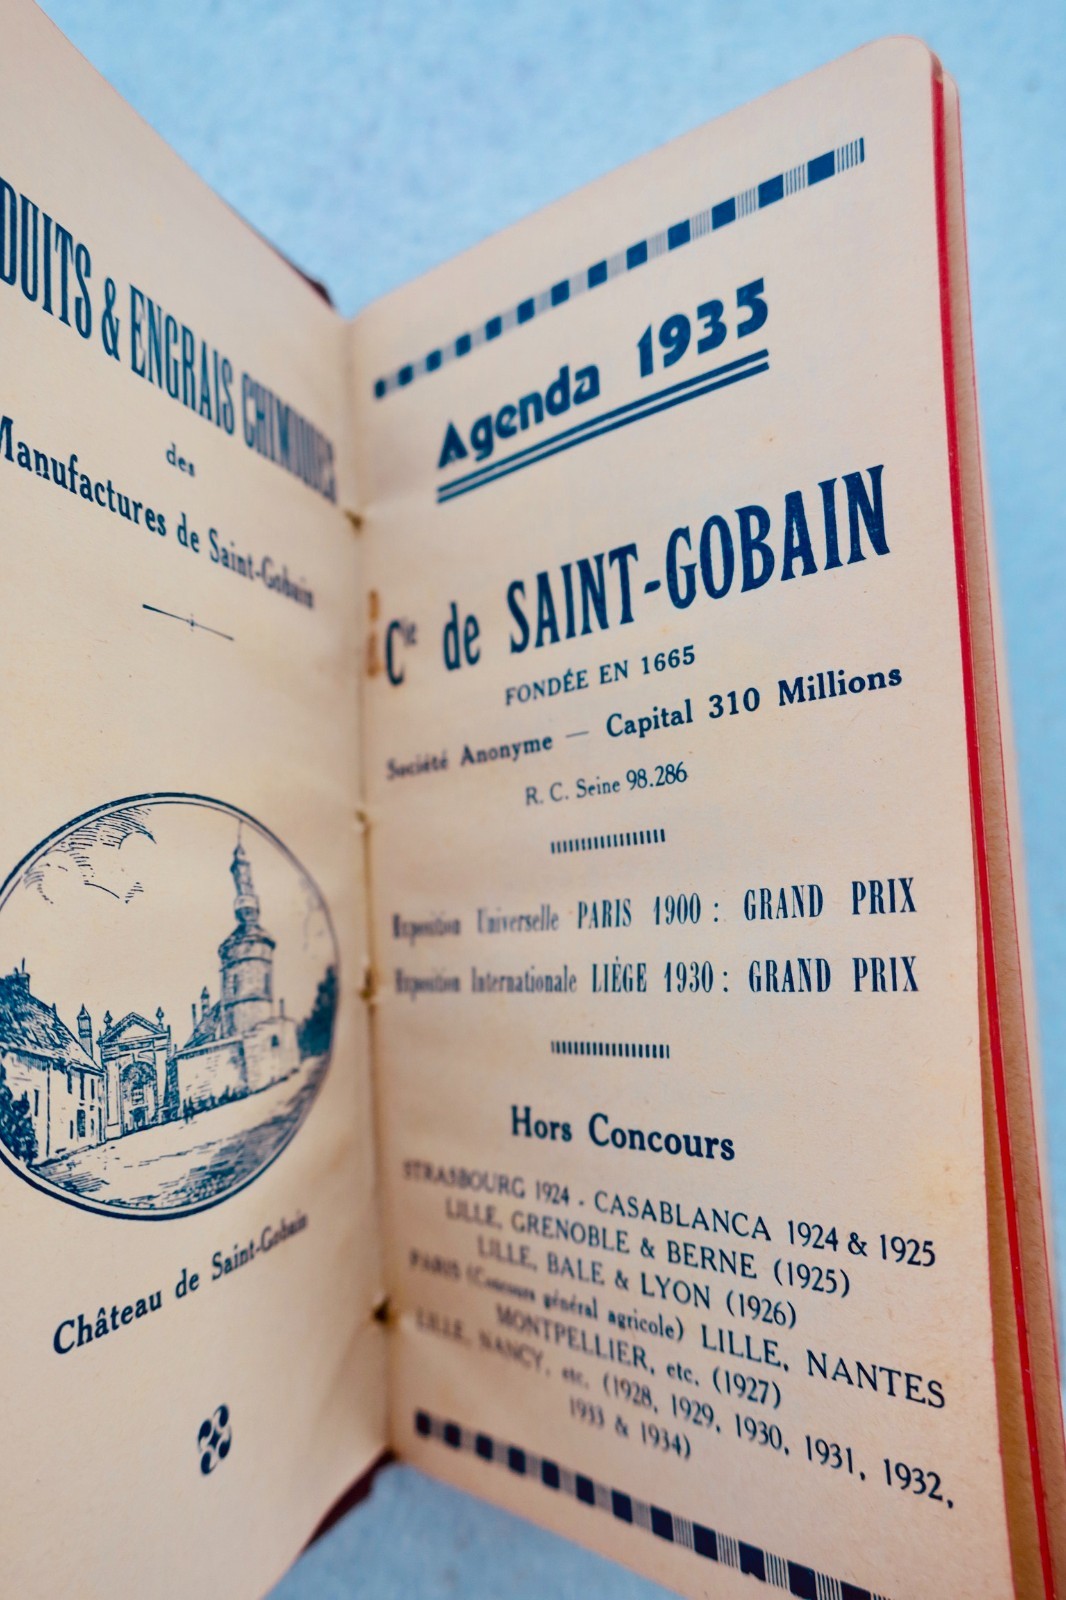 DUITS & ENGRAIS CHIMIQUES
des
Manufactures de Saint-Gobain
Château de Saint-Gobain
Agenda 1935
Cie de SAINT-GOBAIN
FONDÉE EN 1665
Société Anonyme — Capital 310 Millions
R. C. Seine 98.286
Exposition Universelle PARIS 1900 : GRAND PRIX
Exposition Internationale LIÈGE 1930 : GRAND PRIX
Hors Concours
STRASBOURG 1924 - CASABLANCA 1924 & 1925
LILLE, GRENOBLE & BERNE (1925)
LILLE, BALE & LYON (1926)
PARIS (Concours général agricole) LILLE, NANTES
MONTPELLIER, etc. (1927)
LILLE, NANCY, etc. (1928, 1929, 1930, 1931, 1932,
1933 & 1934)